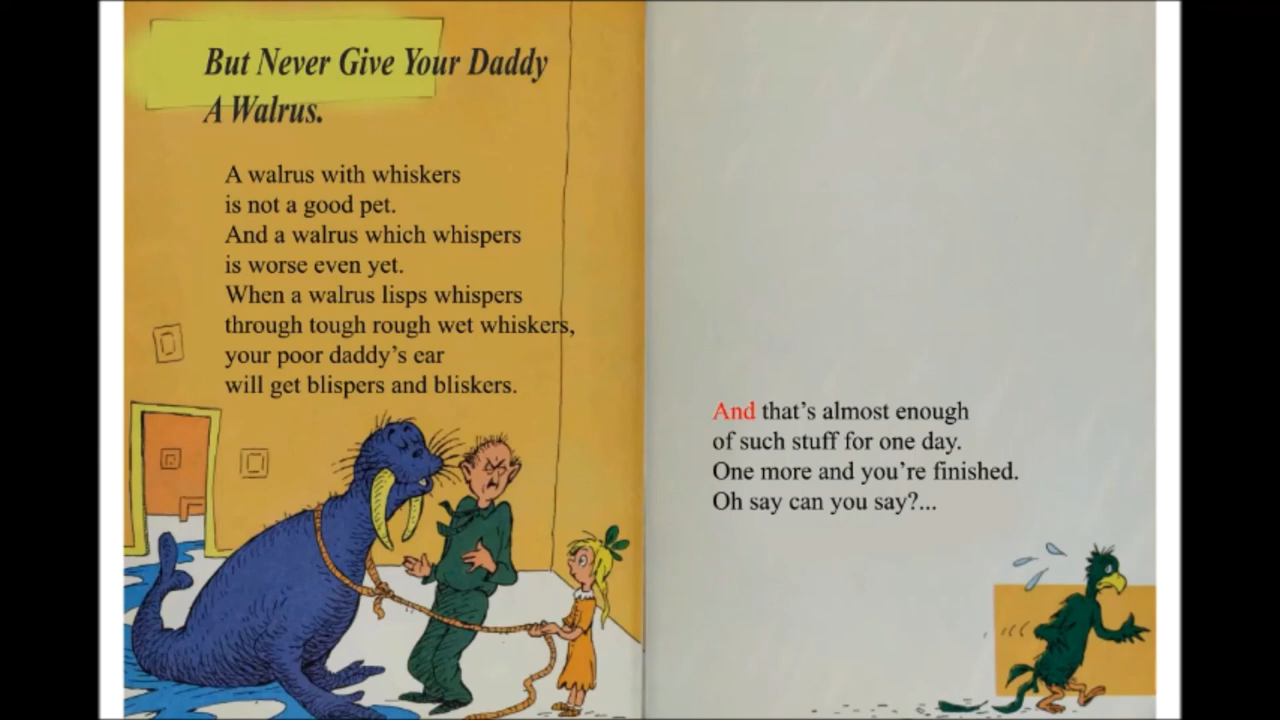 But Never Give Your Daddy
A Walrus.
A walrus with whiskers
is not a good pet.
And a walrus which whispers
is worse even yet.
When a walrus lisps whispers
through tough rough wet whiskers,
your poor daddy's ear
will get blispers and bliskers.
And that's almost enough
of such stuff for one day.
One more and you're finished.
Oh say can you say?...